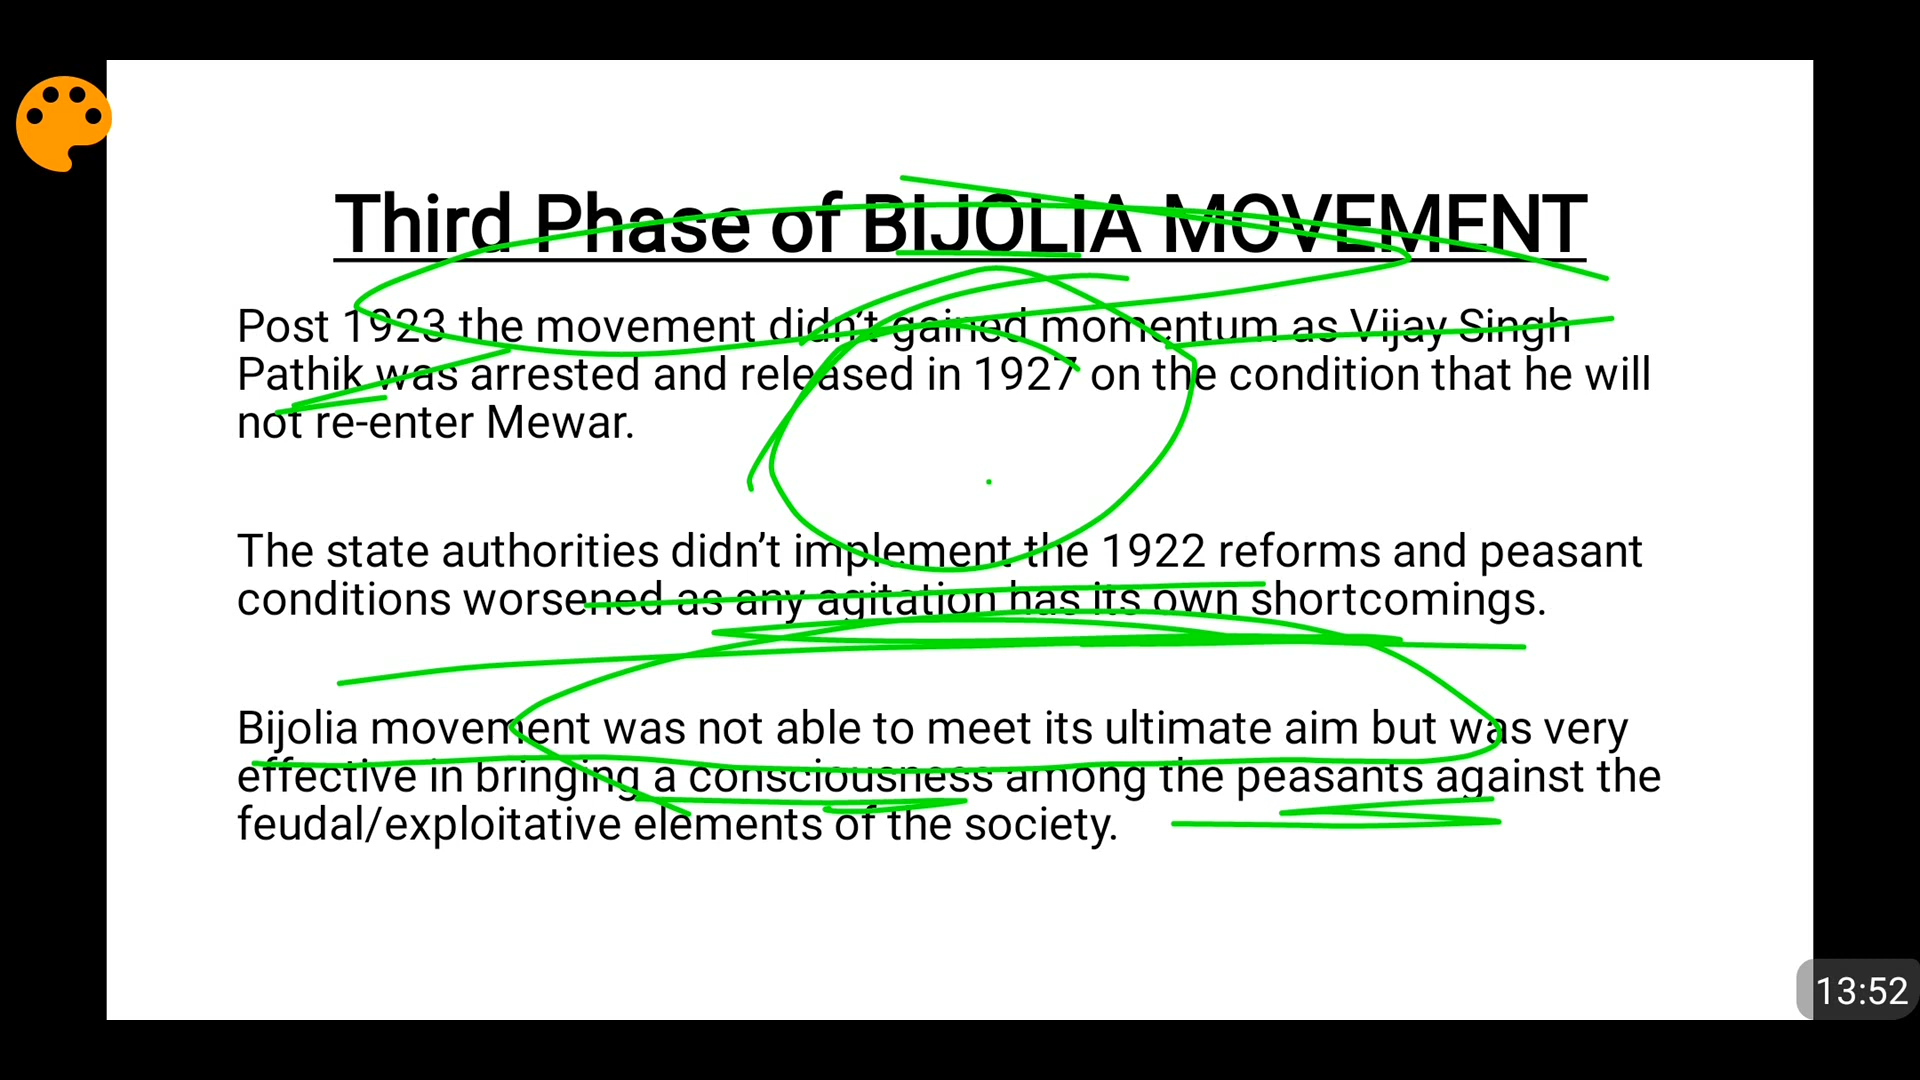 Third Phase of BIJOLIA MOVEMENT
Post 1923 the movement didn’t gained momentum as Vijay Singh
Pathik was arrested and released in 1927 on the condition that he will
not re-enter Mewar.
The state authorities didn’t implement the 1922 reforms and peasant
conditions worsened as any agitation has its own shortcomings.
Bijolia movement was not able to meet its ultimate aim but was very
effective in bringing a consciousness among the peasants against the
feudal/exploitative elements of the society.
13:52